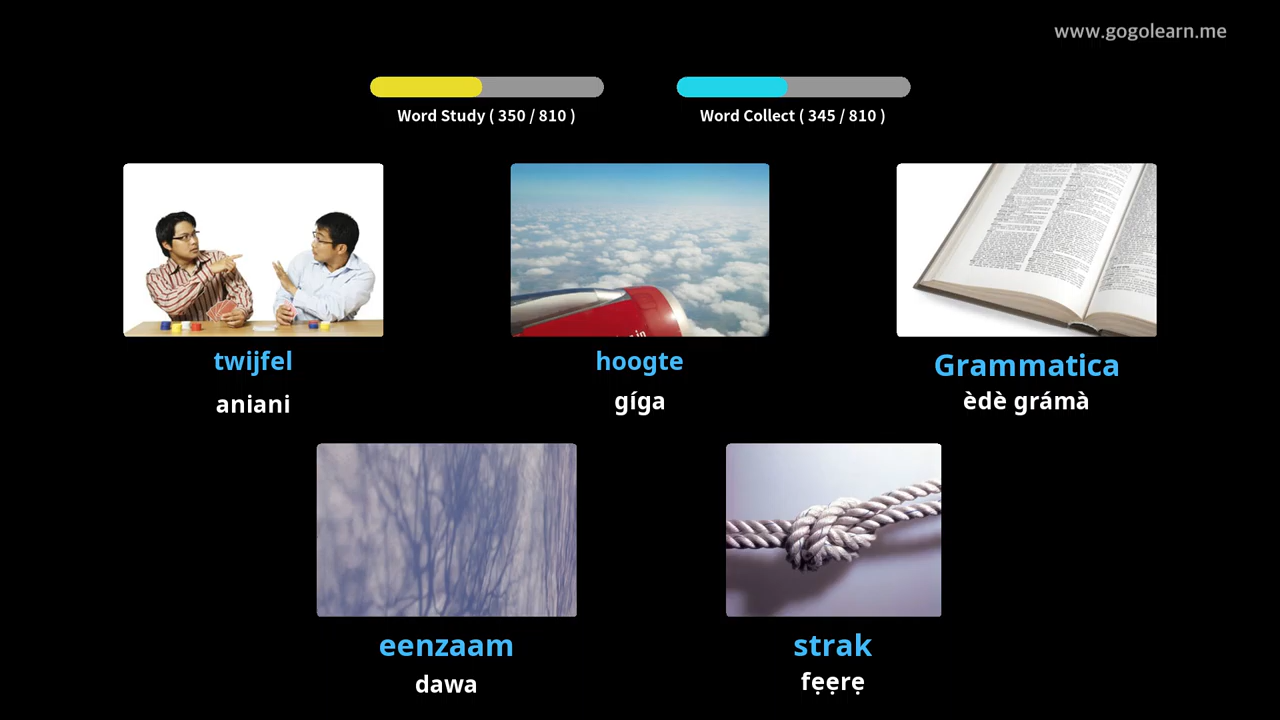 www.gogolearn.me
Word Study ( 350 / 810 )
Word Collect ( 345 / 810 )
twijfel
aniani
hoogte
gíga
Grammatica
èdè grámà
eenzaam
dawa
strak
fẹẹrẹ